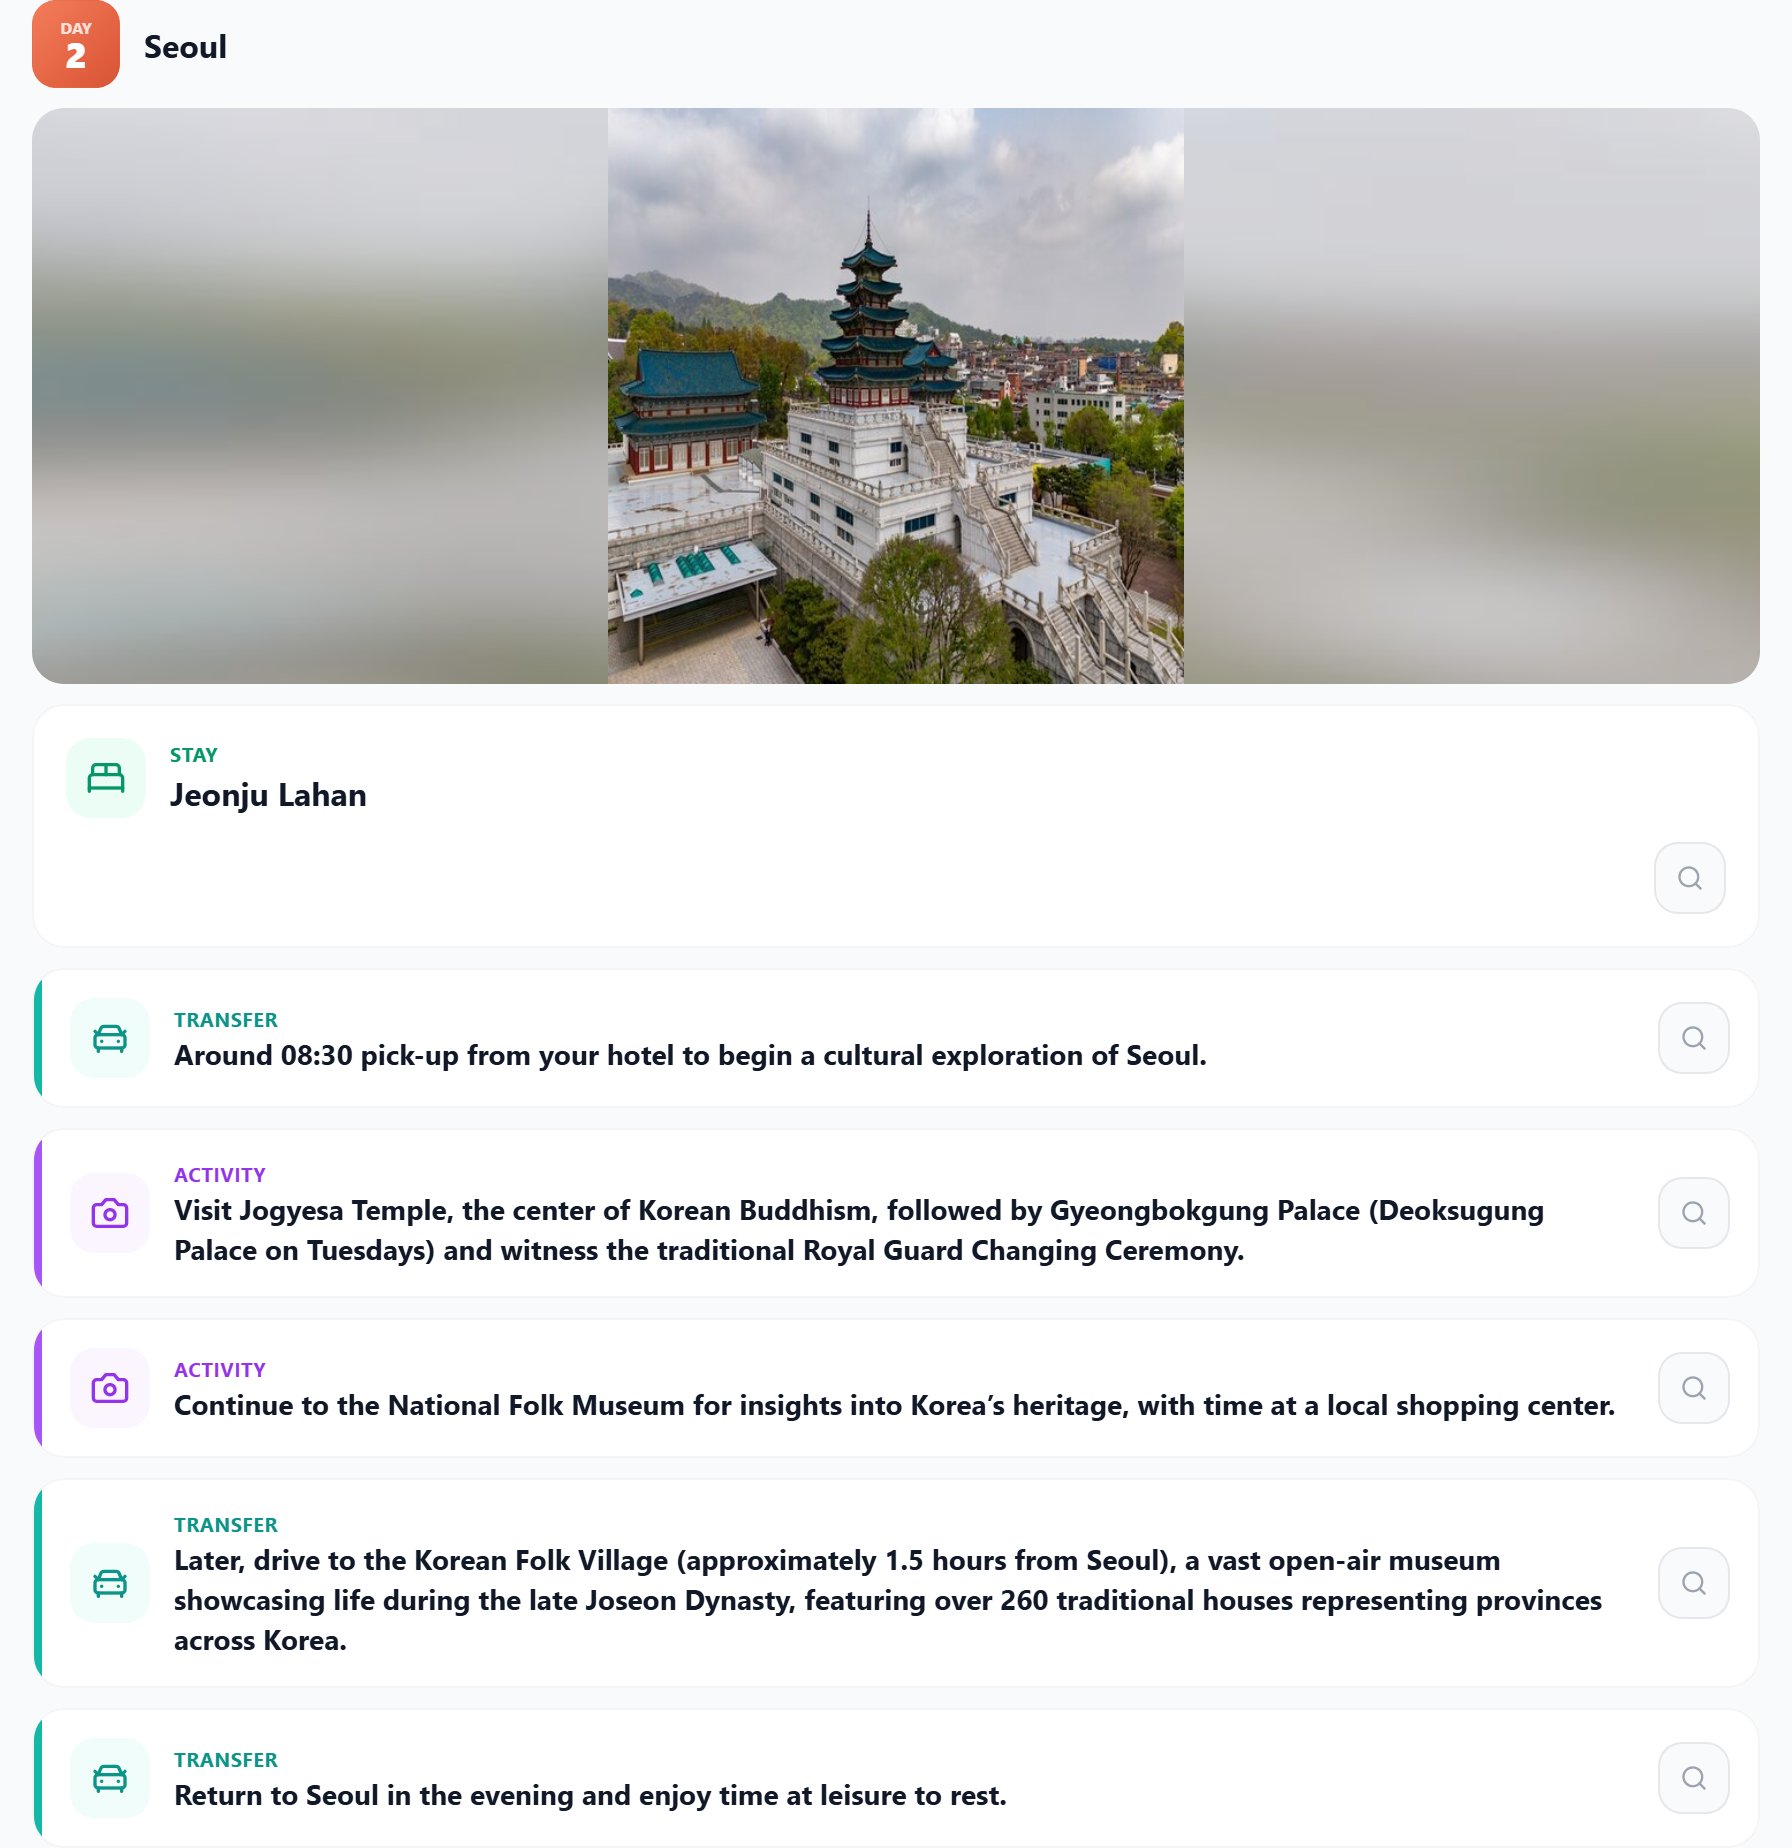 DAY
2
Seoul
STAY
Jeonju Lahan
TRANSFER
Around 08:30 pick-up from your hotel to begin a cultural exploration of Seoul.
ACTIVITY
Visit Jogyesa Temple, the center of Korean Buddhism, followed by Gyeongbokgung Palace (Deoksugung
Palace on Tuesdays) and witness the traditional Royal Guard Changing Ceremony.
ACTIVITY
Continue to the National Folk Museum for insights into Korea’s heritage, with time at a local shopping center.
TRANSFER
Later, drive to the Korean Folk Village (approximately 1.5 hours from Seoul), a vast open-air museum
showcasing life during the late Joseon Dynasty, featuring over 260 traditional houses representing provinces
across Korea.
TRANSFER
Return to Seoul in the evening and enjoy time at leisure to rest.